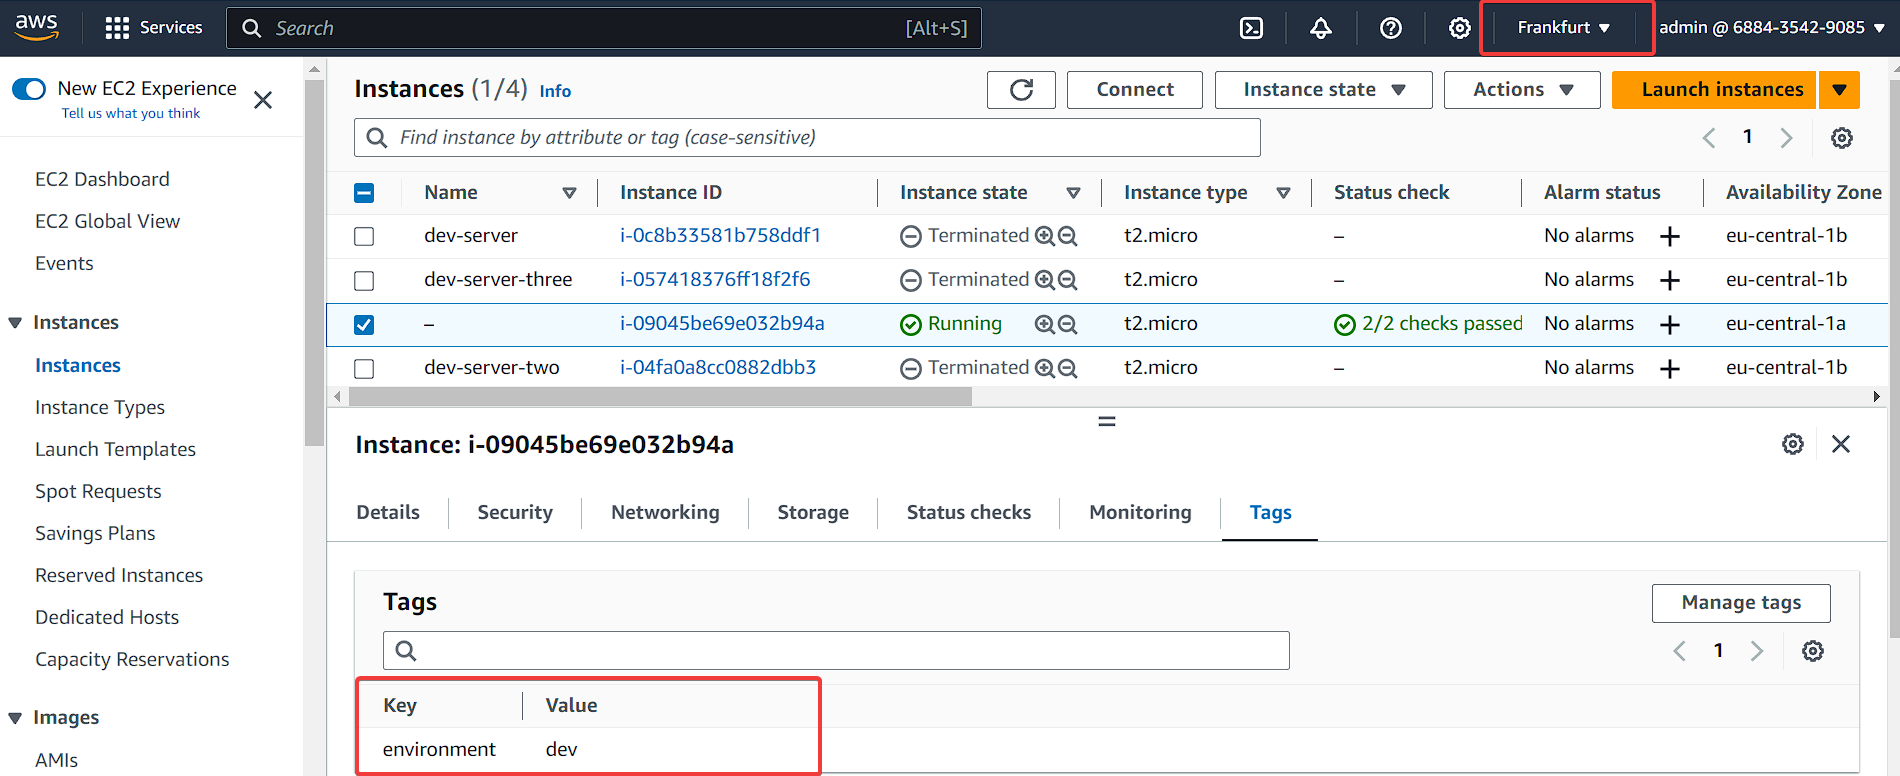 aws
Services
Search [Alt+S]
Frankfurt
admin @ 6884-3542-9085
New EC2 Experience
Tell us what you think
EC2 Dashboard
EC2 Global View
Events
Instances
Instances
Instance Types
Launch Templates
Spot Requests
Savings Plans
Reserved Instances
Dedicated Hosts
Capacity Reservations
Images
AMIs
Instances (1/4) Info
Connect
Instance state
Actions
Launch instances
Find instance by attribute or tag (case-sensitive)
1
Name Instance ID Instance state Instance type Status check Alarm status Availability Zone
dev-server i-0c8b33581b758ddf1 Terminated t2.micro – No alarms + eu-central-1b
dev-server-three i-057418376ff18f2f6 Terminated t2.micro – No alarms + eu-central-1b
– i-09045be69e032b94a Running t2.micro 2/2 checks passed No alarms + eu-central-1a
dev-server-two i-04fa0a8cc0882dbb3 Terminated t2.micro – No alarms + eu-central-1b
Instance: i-09045be69e032b94a
Details Security Networking Storage Status checks Monitoring Tags
Tags
Manage tags
1
Key Value
environment dev